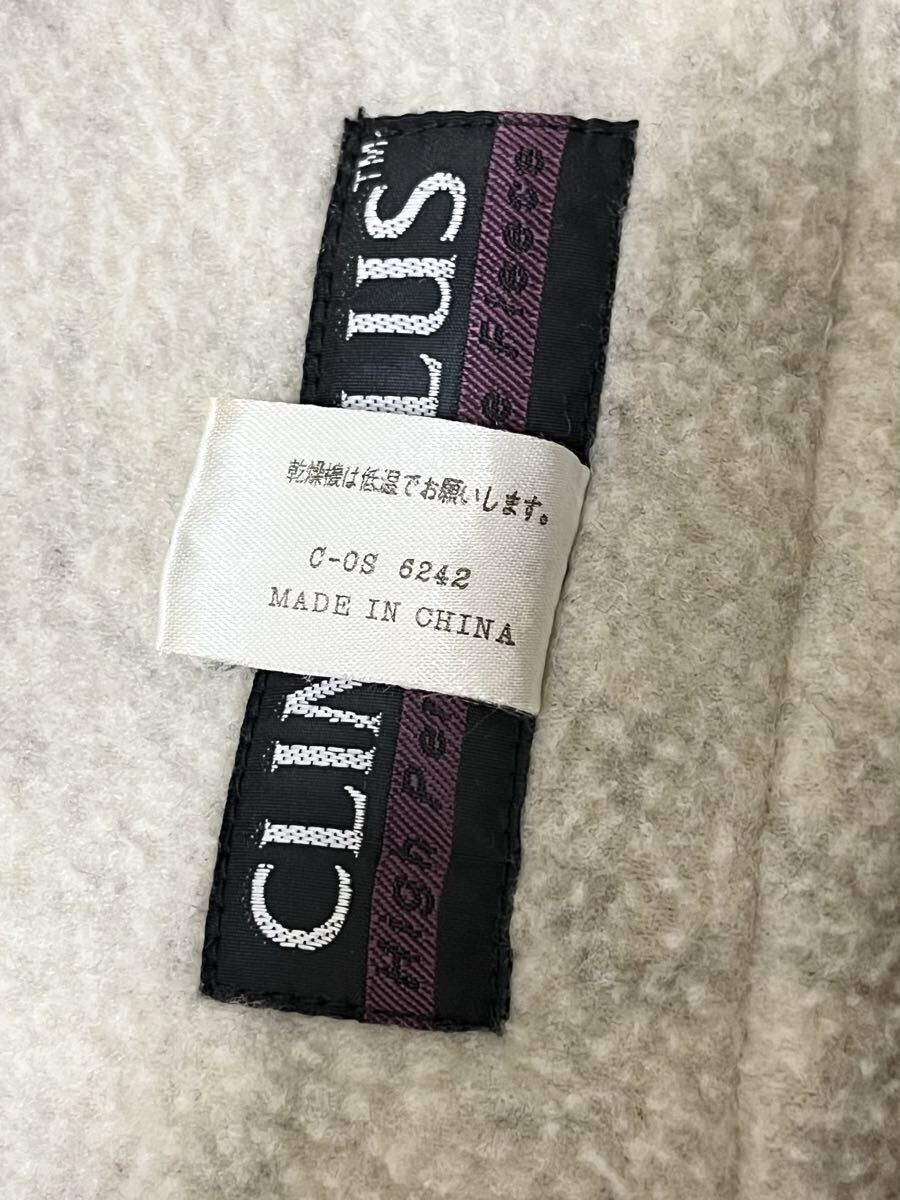 乾燥機は低温でお願いします。
C-OS 6242
MADE IN CHINA
CLIM LUS™
High Per e Fleece